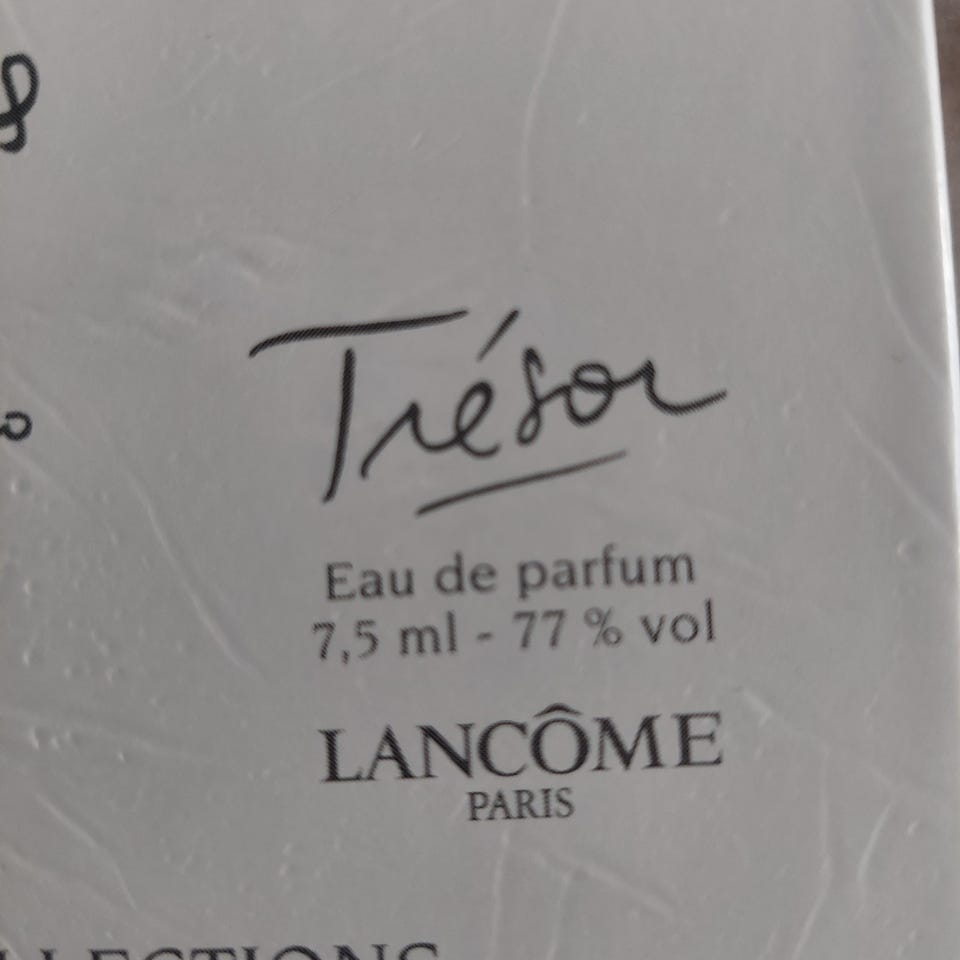 Trésor
Eau de parfum
7,5 ml - 77 % vol
LANCÔME
PARIS